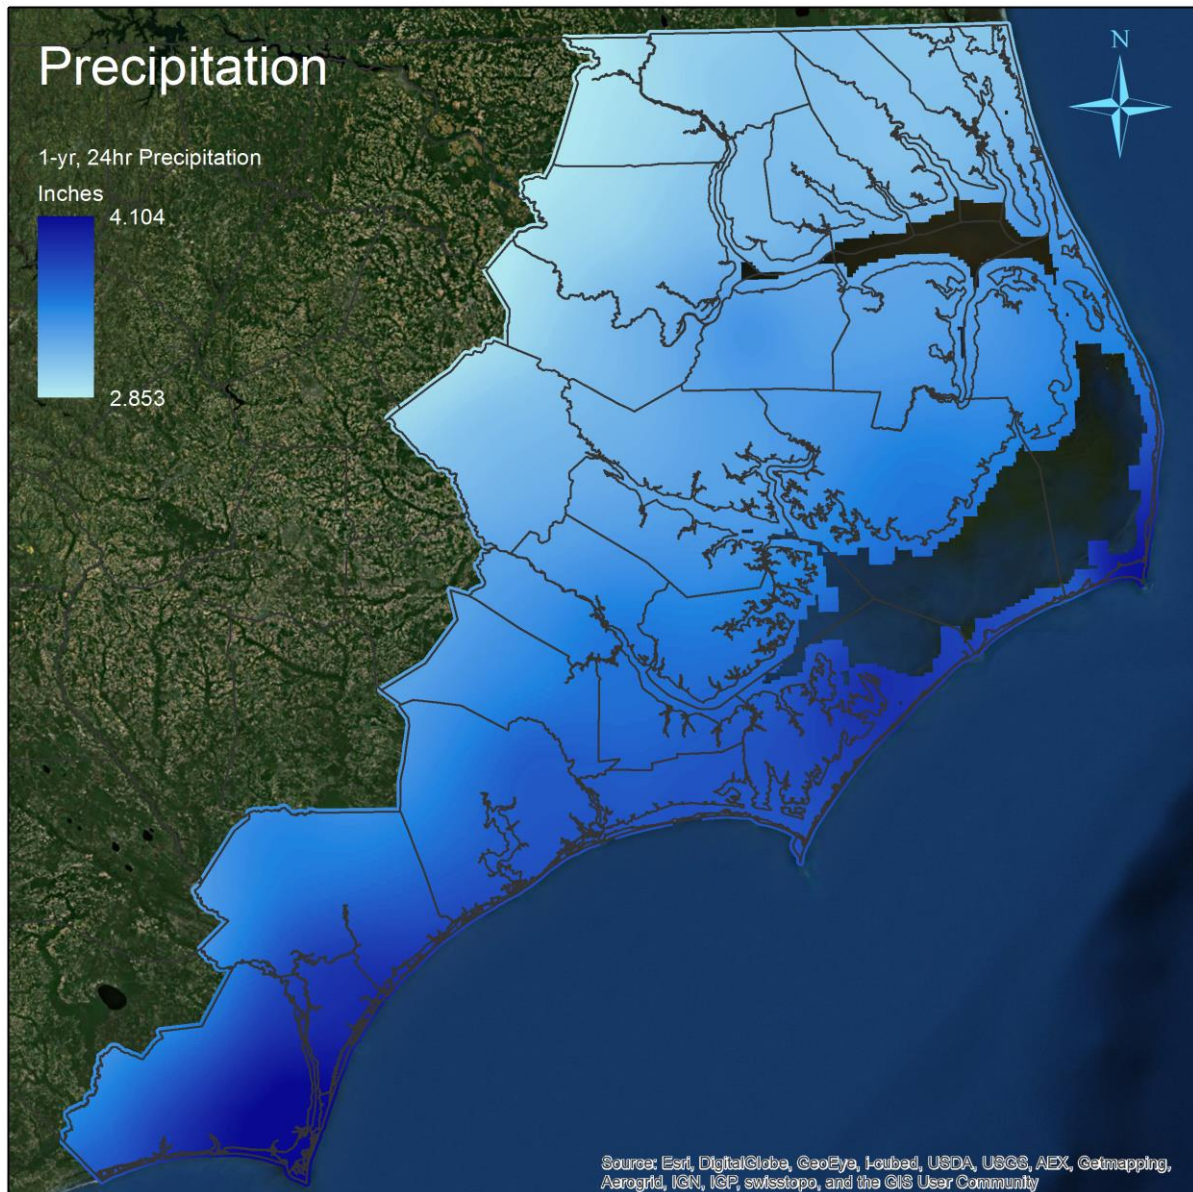 Precipitation
N
1-yr, 24hr Precipitation
Inches
4.104
2.853
Source: Esri, DigitalGlobe, GeoEye, i-cubed, USDA, USGS, AEX, Getmapping,
Aerogrid, IGN, IGP, swisstopo, and the GIS User Community